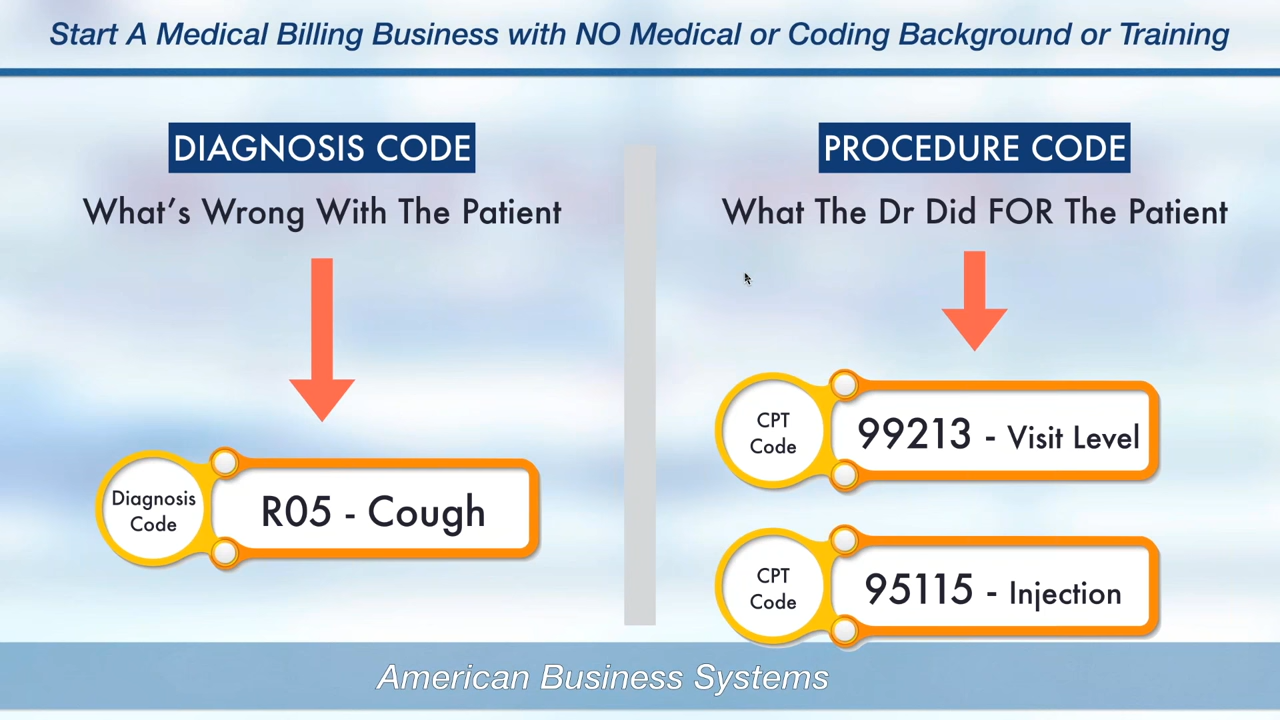 Start A Medical Billing Business with NO Medical or Coding Background or Training
DIAGNOSIS CODE
What's Wrong With The Patient
Diagnosis
Code
R05 - Cough
PROCEDURE CODE
What The Dr Did FOR The Patient
CPT
Code
99213 - Visit Level
CPT
Code
95115 - Injection
American Business Systems